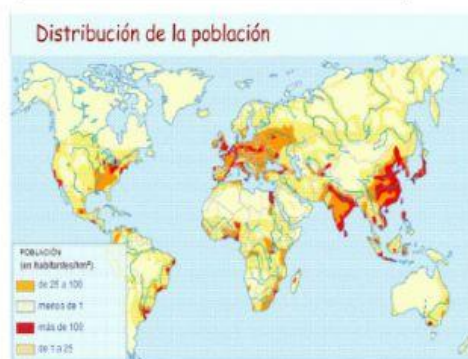 Distribución de la población
POBLACIÓN
(en habitantes/km²)
de 25 a 100
menos de 1
más de 100
de 1 a 25